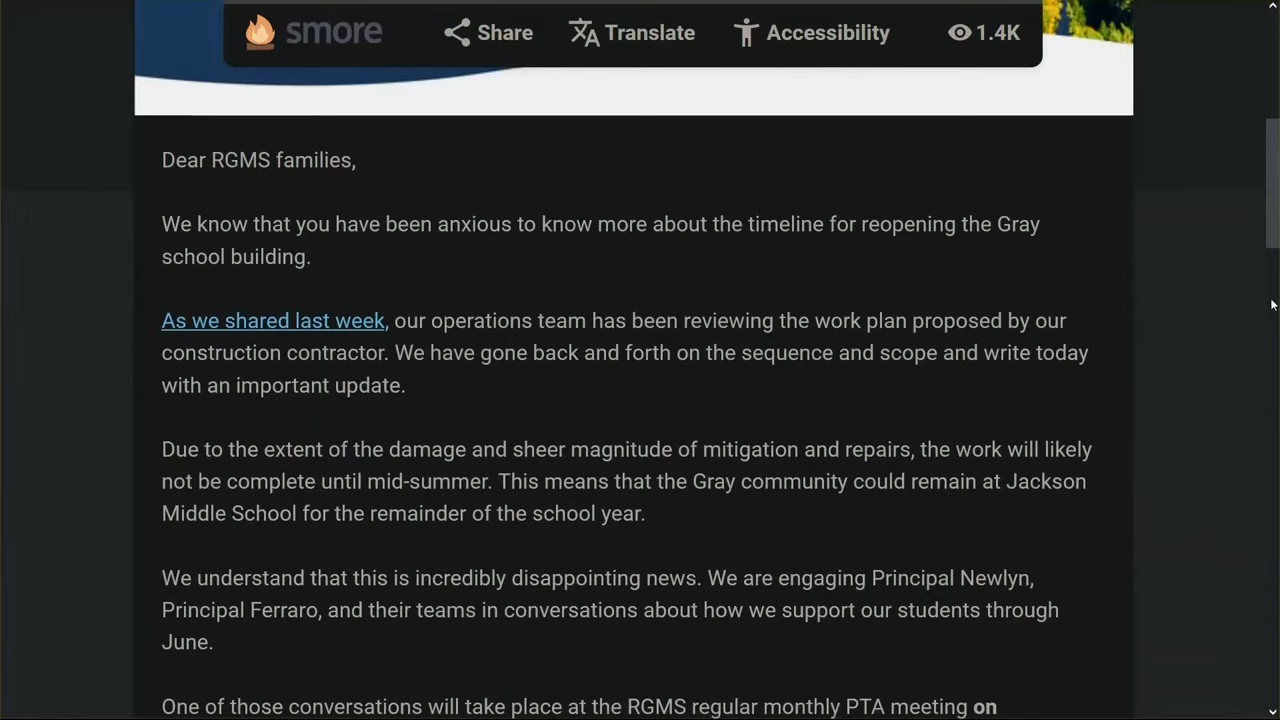 smore Share Translate Accessibility 1.4K
Dear RGMS families,
We know that you have been anxious to know more about the timeline for reopening the Gray
school building.
As we shared last week, our operations team has been reviewing the work plan proposed by our
construction contractor. We have gone back and forth on the sequence and scope and write today
with an important update.
Due to the extent of the damage and sheer magnitude of mitigation and repairs, the work will likely
not be complete until mid-summer. This means that the Gray community could remain at Jackson
Middle School for the remainder of the school year.
We understand that this is incredibly disappointing news. We are engaging Principal Newlyn,
Principal Ferraro, and their teams in conversations about how we support our students through
June.
One of those conversations will take place at the RGMS regular monthly PTA meeting on